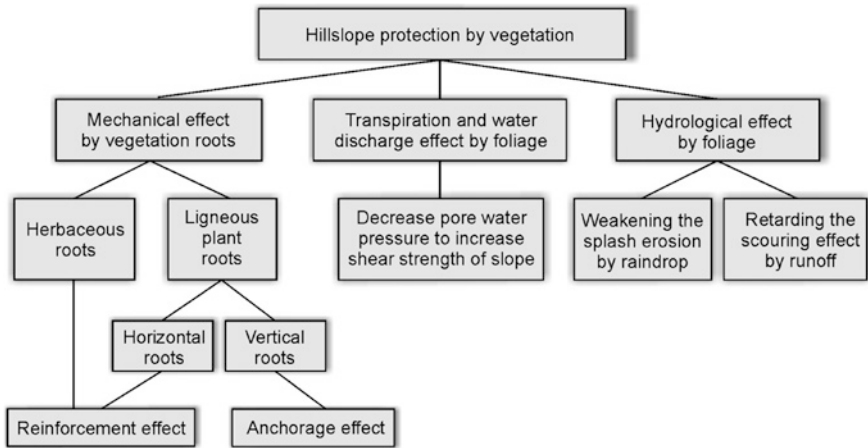 Hillslope protection by vegetation
Mechanical effect
by vegetation roots
Transpiration and water
discharge effect by foliage
Hydrological effect
by foliage
Herbaceous
roots
Ligneous
plant
roots
Decrease pore water
pressure to increase
shear strength of slope
Weakening the
splash erosion
by raindrop
Retarding the
scouring effect
by runoff
Horizontal
roots
Vertical
roots
Reinforcement effect
Anchorage effect